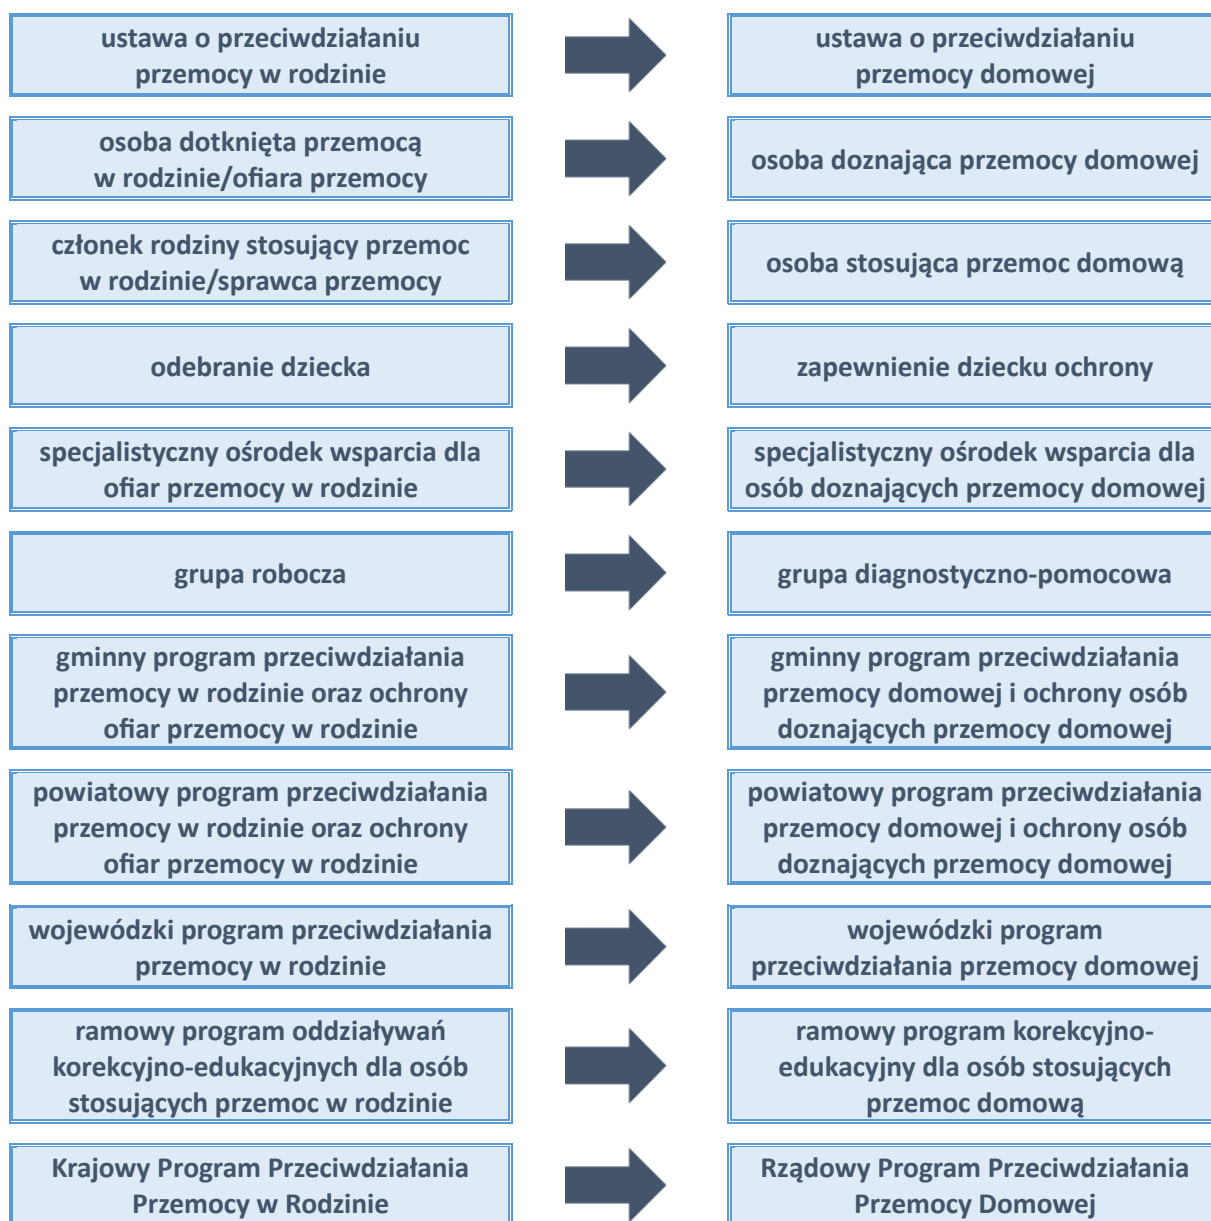 ustawa o przeciwdziałaniu
przemocy w rodzinie
ustawa o przeciwdziałaniu
przemocy domowej
osoba dotknięta przemocą
w rodzinie/ofiara przemocy
osoba doznająca przemocy domowej
członek rodziny stosujący przemoc
w rodzinie/sprawca przemocy
osoba stosująca przemoc domową
odebranie dziecka
zapewnienie dziecku ochrony
specjalistyczny ośrodek wsparcia dla
ofiar przemocy w rodzinie
specjalistyczny ośrodek wsparcia dla
osób doznających przemocy domowej
grupa robocza
grupa diagnostyczno-pomocowa
gminny program przeciwdziałania
przemocy w rodzinie oraz ochrony
ofiar przemocy w rodzinie
gminny program przeciwdziałania
przemocy domowej i ochrony osób
doznających przemocy domowej
powiatowy program przeciwdziałania
przemocy w rodzinie oraz ochrony
ofiar przemocy w rodzinie
powiatowy program przeciwdziałania
przemocy domowej i ochrony osób
doznających przemocy domowej
wojewódzki program przeciwdziałania
przemocy w rodzinie
wojewódzki program
przeciwdziałania przemocy domowej
ramowy program oddziaływań
korekcyjno-edukacyjnych dla osób
stosujących przemoc w rodzinie
ramowy program korekcyjno-
edukacyjny dla osób stosujących
przemoc domową
Krajowy Program Przeciwdziałania
Przemocy w Rodzinie
Rządowy Program Przeciwdziałania
Przemocy Domowej